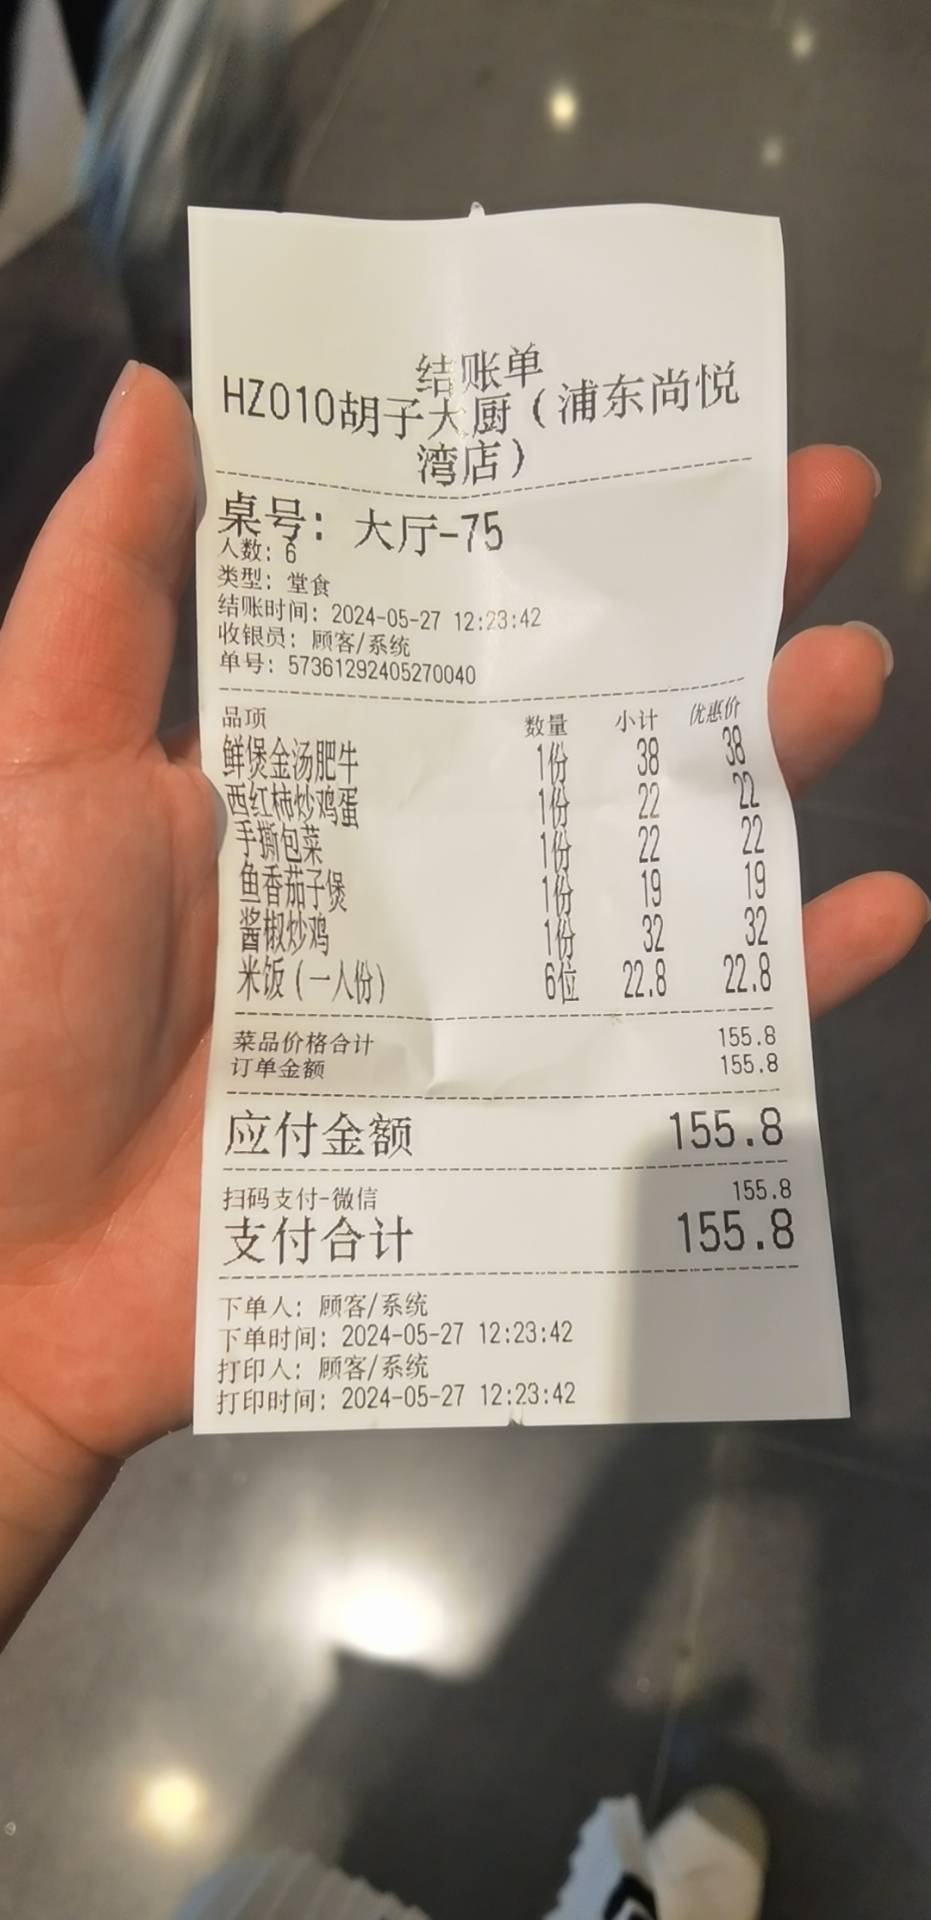 结账单
HZ010胡子大厨（浦东尚悦
湾店）
桌号：大厅-75
人数：6
类型：堂食
结账时间：2024-05-27 12:23:42
收银员：顾客/系统
单号：57361292405270040
品项 数量 小计 优惠价
鲜煲金汤肥牛 1份 38 38
西红柿炒鸡蛋 1份 22 22
手撕包菜 1份 22 22
鱼香茄子煲 1份 19 19
酱椒炒鸡 1份 32 32
米饭（一人份） 6位 22.8 22.8
菜品价格合计 155.8
订单金额 155.8
应付金额 155.8
扫码支付-微信 155.8
支付合计 155.8
下单人：顾客/系统
下单时间：2024-05-27 12:23:42
打印人：顾客/系统
打印时间：2024-05-27 12:23:42